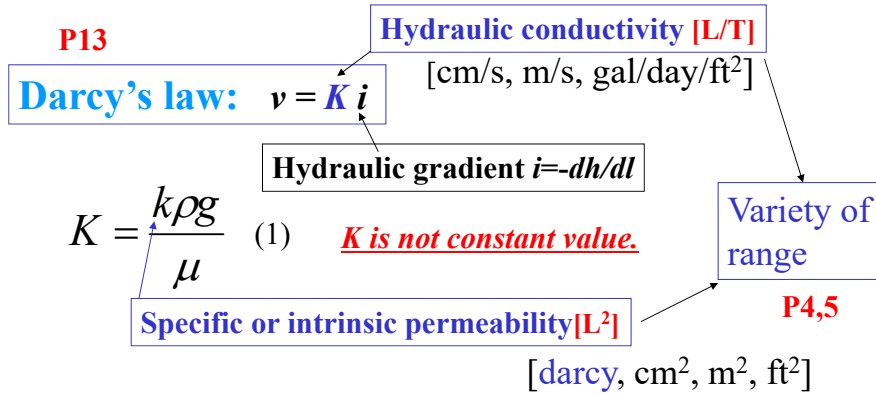 P13
Hydraulic conductivity [L/T]
[cm/s, m/s, gal/day/ft²]
Darcy's law: v = K i
Hydraulic gradient i=-dh/dl
K = kρg / μ (1)
K is not constant value.
Variety of
range
P4,5
Specific or intrinsic permeability[L²]
[darcy, cm², m², ft²]